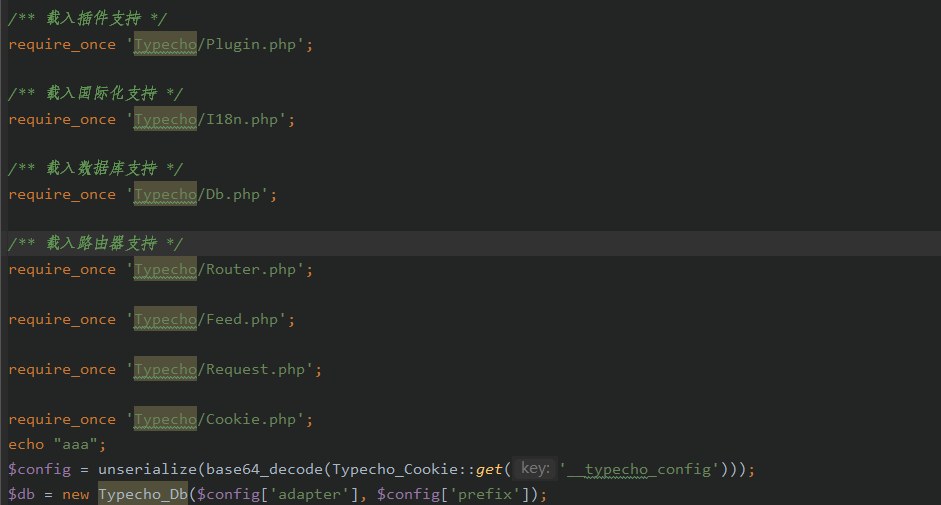 /** 载入插件支持 */
require_once 'Typecho/Plugin.php';
/** 载入国际化支持 */
require_once 'Typecho/I18n.php';
/** 载入数据库支持 */
require_once 'Typecho/Db.php';
/** 载入路由器支持 */
require_once 'Typecho/Router.php';
require_once 'Typecho/Feed.php';
require_once 'Typecho/Request.php';
require_once 'Typecho/Cookie.php';
echo "aaa";
$config = unserialize(base64_decode(Typecho_Cookie::get( key: '__typecho_config')));
$db = new Typecho_Db($config['adapter'], $config['prefix']);